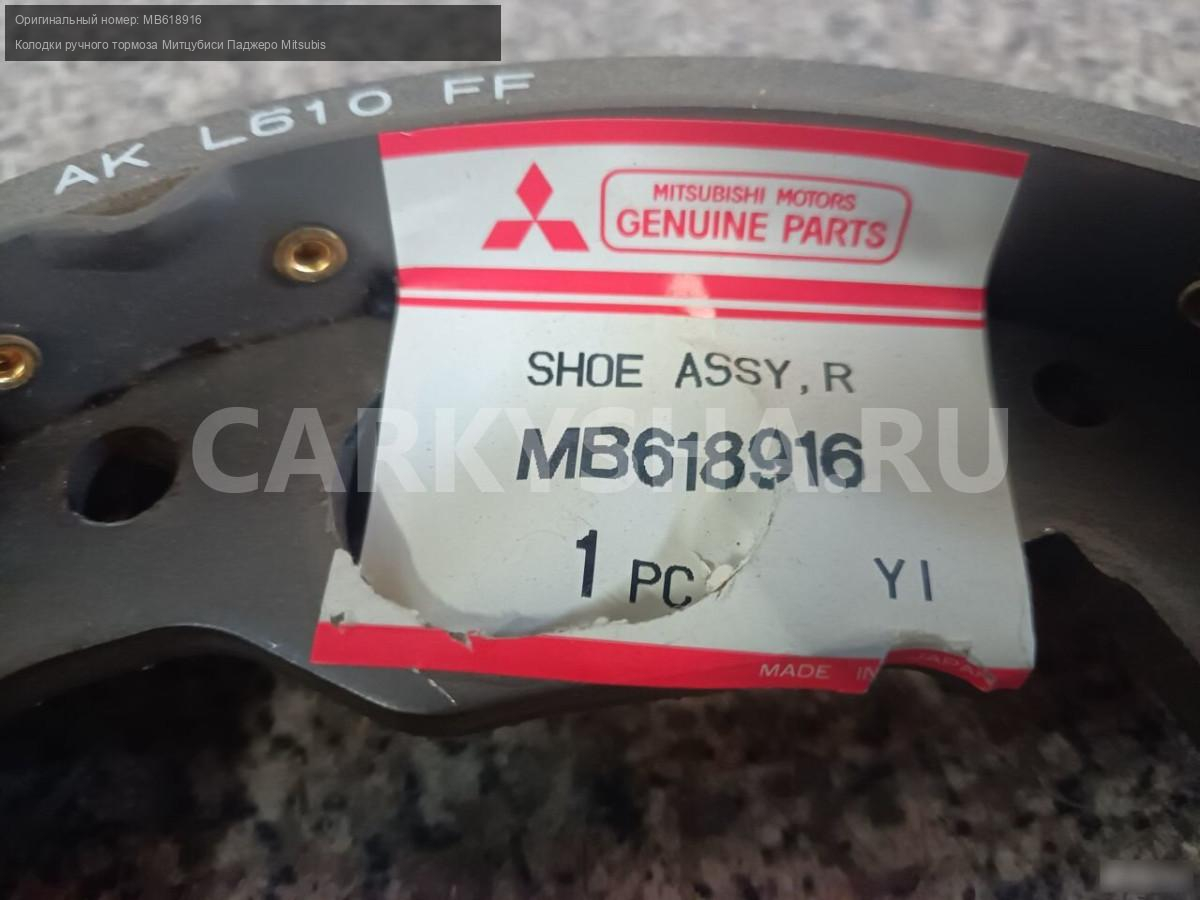 Оригинальный номер: MB618916
Колодки ручного тормоза Митцубиси Паджеро Mitsubis
AK L610 FF
MITSUBISHI MOTORS
GENUINE PARTS
SHOE ASSY, R
MB618916
CARKYSHA.RU
1 PC YI
MADE IN JAPAN